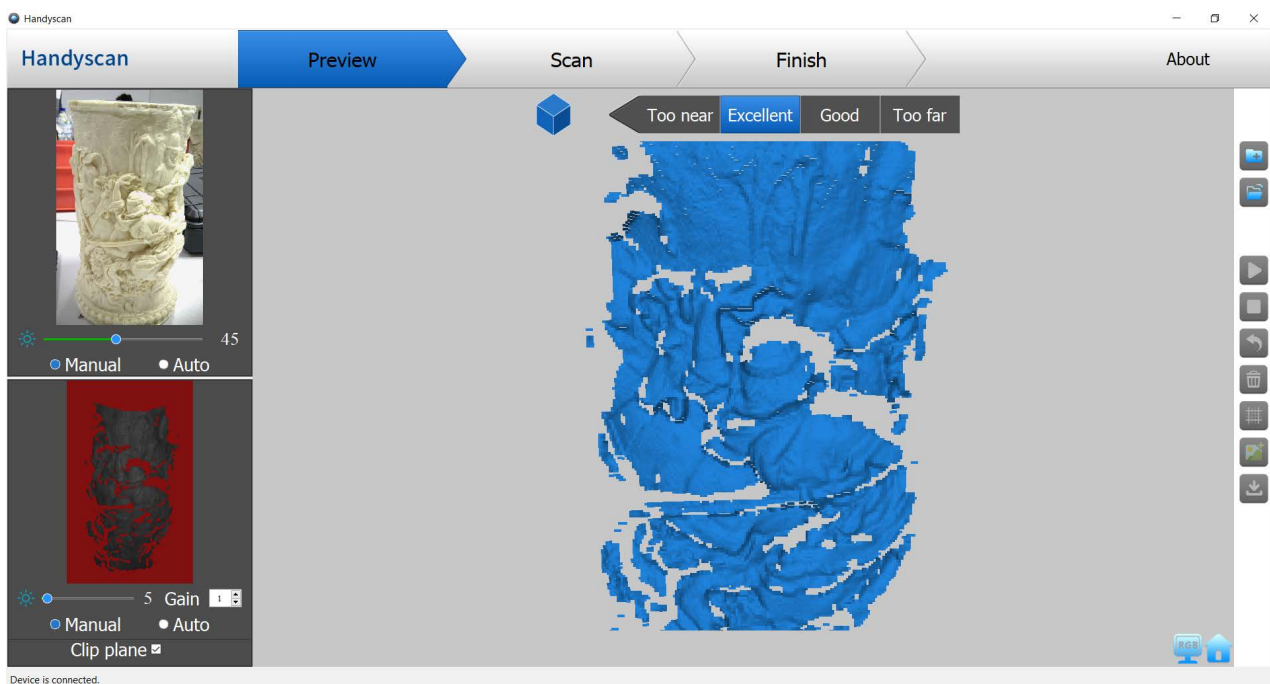 Handyscan
Handyscan Preview Scan Finish About
Too near Excellent Good Too far
45
Manual Auto
5 Gain 1
Manual Auto
Clip plane
RGB
Device is connected.